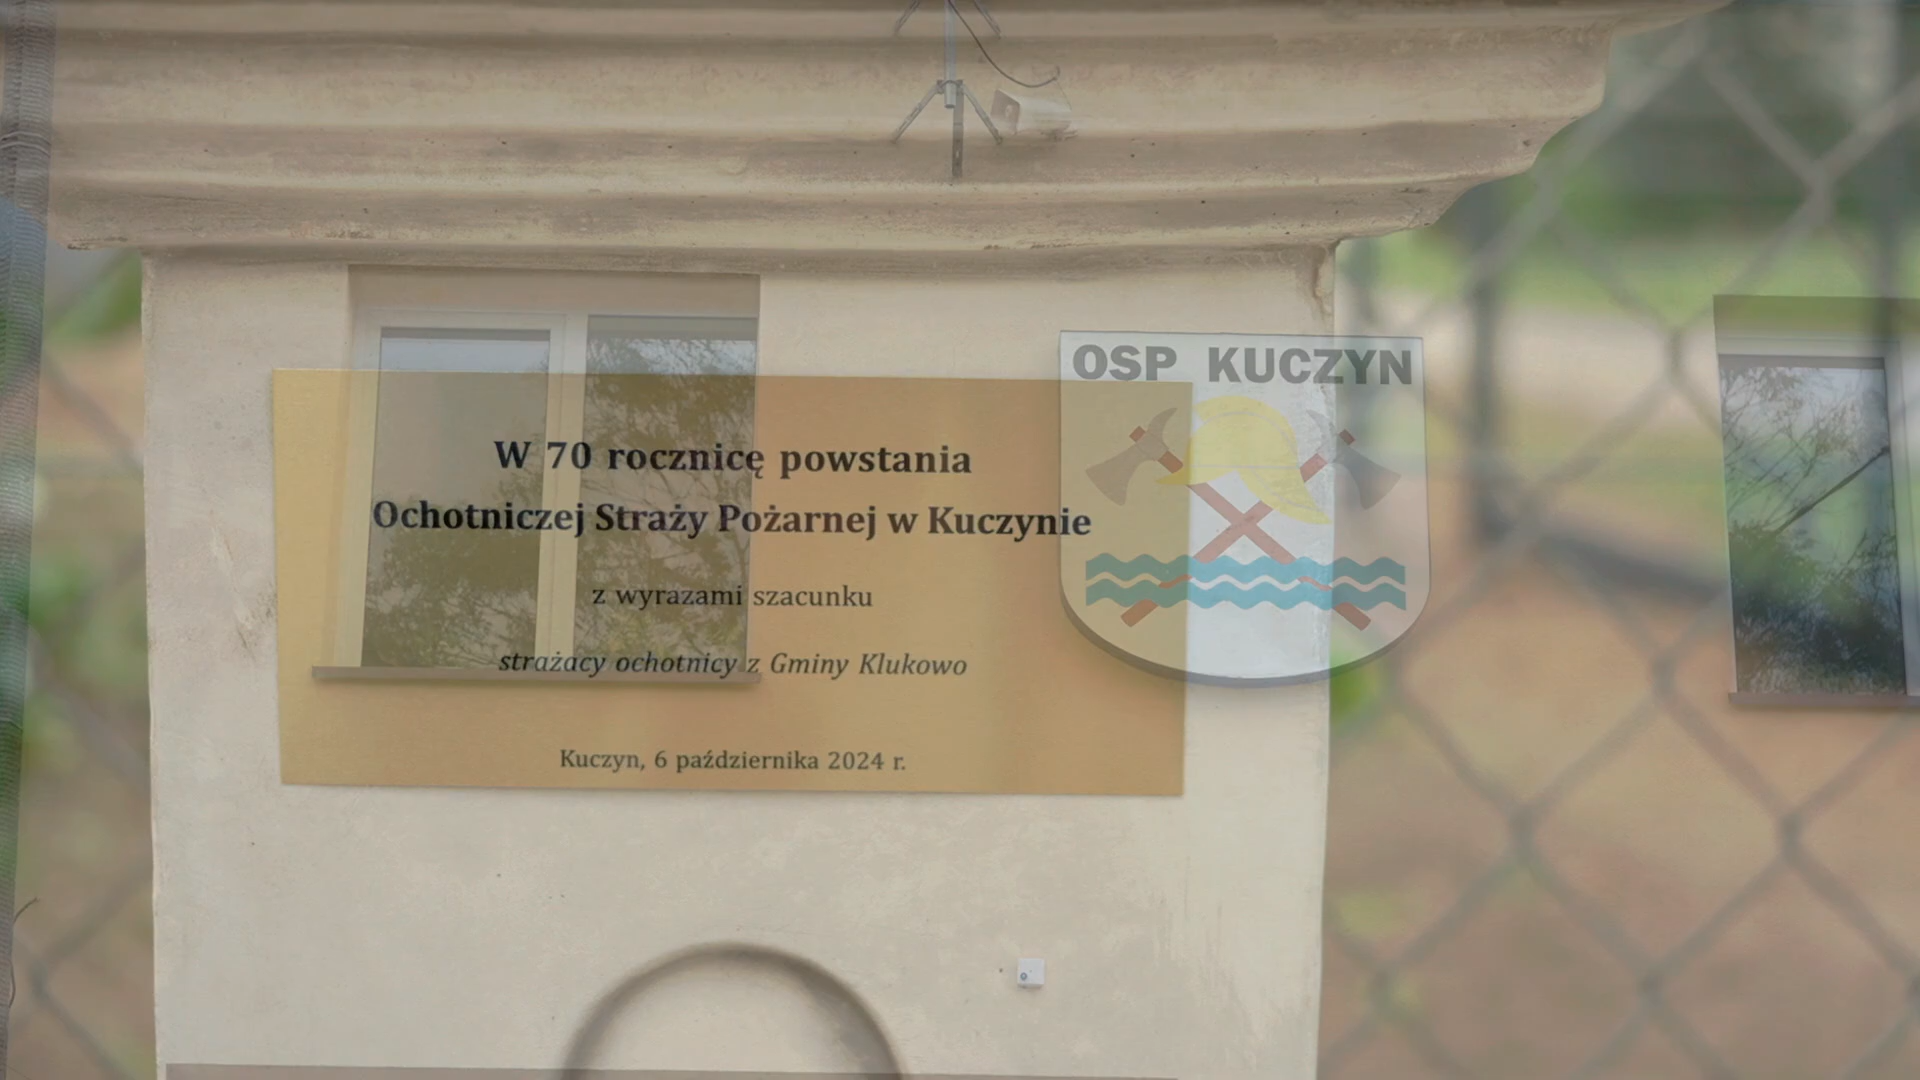 OSP KUCZYN
W 70 rocznicę powstania
Ochotniczej Straży Pożarnej w Kuczynie
z wyrazami szacunku
strażacy ochotnicy z Gminy Klukowo
Kuczyn, 6 października 2024 r.